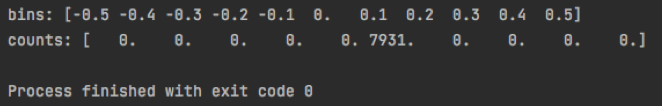 bins: [-0.5 -0.4 -0.3 -0.2 -0.1  0.   0.1  0.2  0.3  0.4  0.5]
counts: [   0.    0.    0.    0.    0. 7931.    0.    0.    0.    0.]
Process finished with exit code 0